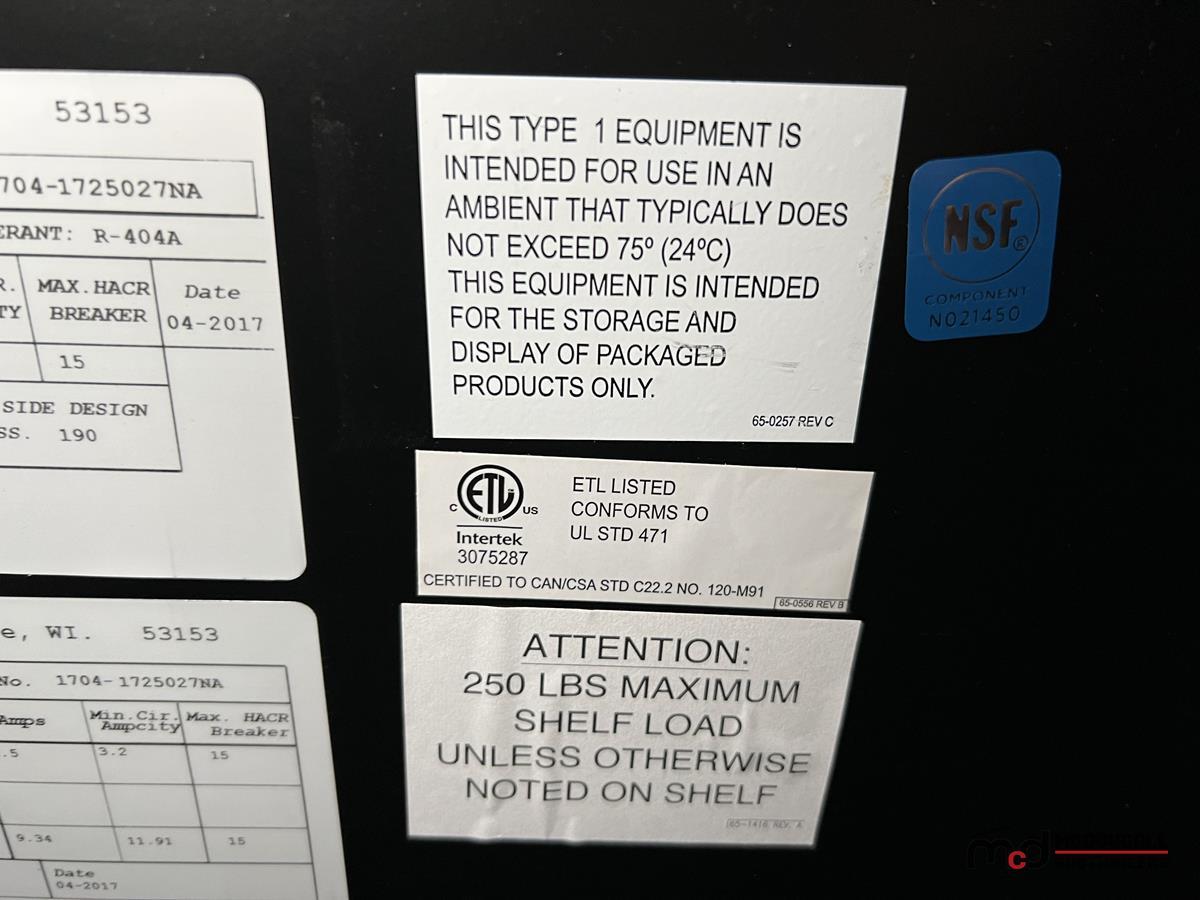 53153
704-1725027NA
ERANT: R-404A
R. MAX.HACR Date
TY BREAKER 04-2017
15
SIDE DESIGN
SS. 190
THIS TYPE 1 EQUIPMENT IS
INTENDED FOR USE IN AN
AMBIENT THAT TYPICALLY DOES
NOT EXCEED 75º (24ºC)
THIS EQUIPMENT IS INTENDED
FOR THE STORAGE AND
DISPLAY OF PACKAGED
PRODUCTS ONLY.
65-0257 REV C
NSF®
COMPONENT
N021450
C ETL US
LISTED
Intertek
3075287
ETL LISTED
CONFORMS TO
UL STD 471
CERTIFIED TO CAN/CSA STD C22.2 NO. 120-M91
65-0556 REV B
e, WI. 53153
No. 1704-1725027NA
Amps Min.Cir. Max. HACR
Ampcity Breaker
.5 3.2 15
9.34 11.91 15
Date
04-2017
ATTENTION:
250 LBS MAXIMUM
SHELF LOAD
UNLESS OTHERWISE
NOTED ON SHELF
65-1416 REV. A
mcd